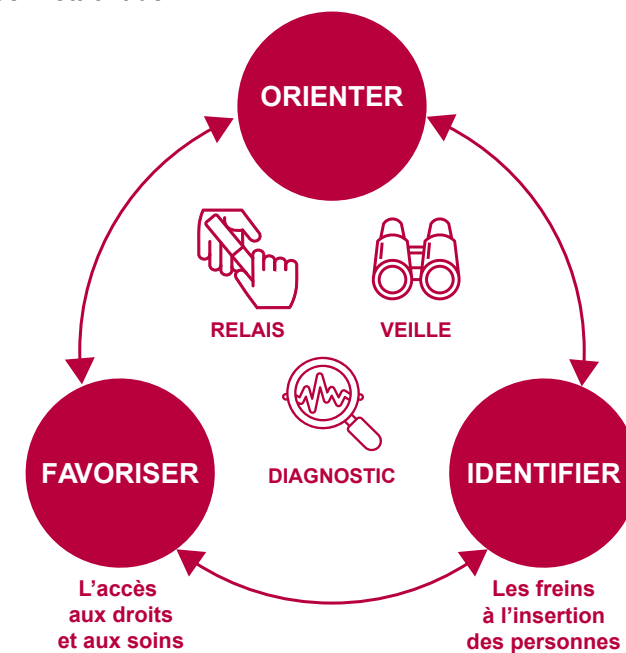 ORIENTER
RELAIS
VEILLE
DIAGNOSTIC
FAVORISER
IDENTIFIER
L'accès
aux droits
et aux soins
Les freins
à l'insertion
des personnes